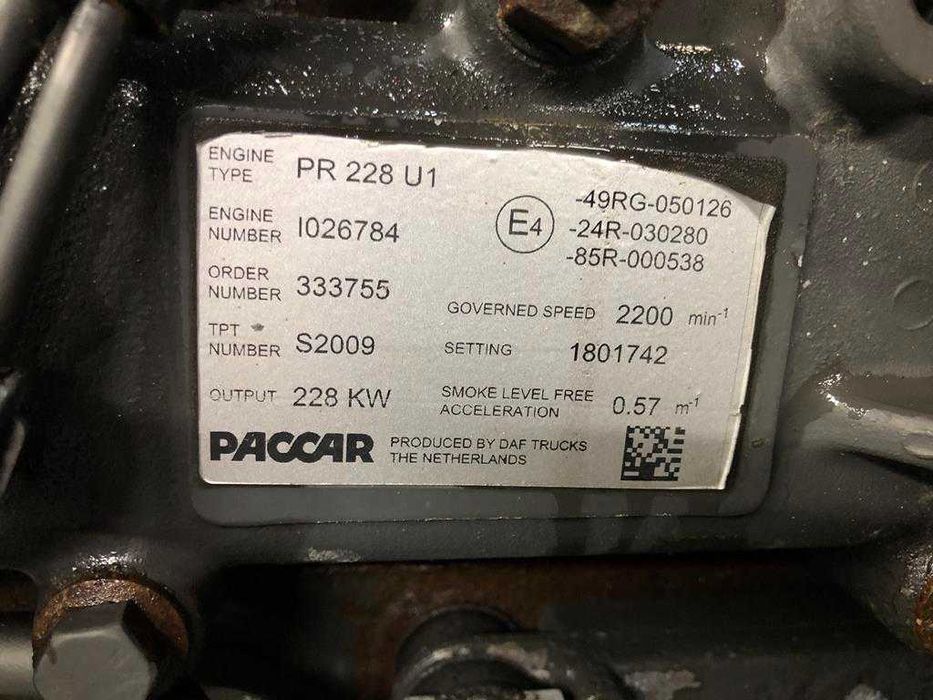 ENGINE TYPE PR 228 U1
ENGINE NUMBER I026784
ORDER NUMBER 333755
TPT NUMBER S2009
OUTPUT 228 KW
E4
-49RG-050126
-24R-030280
-85R-000538
GOVERNED SPEED 2200 min-1
SETTING 1801742
SMOKE LEVEL FREE
ACCELERATION 0.57 m-1
PACCAR
PRODUCED BY DAF TRUCKS
THE NETHERLANDS